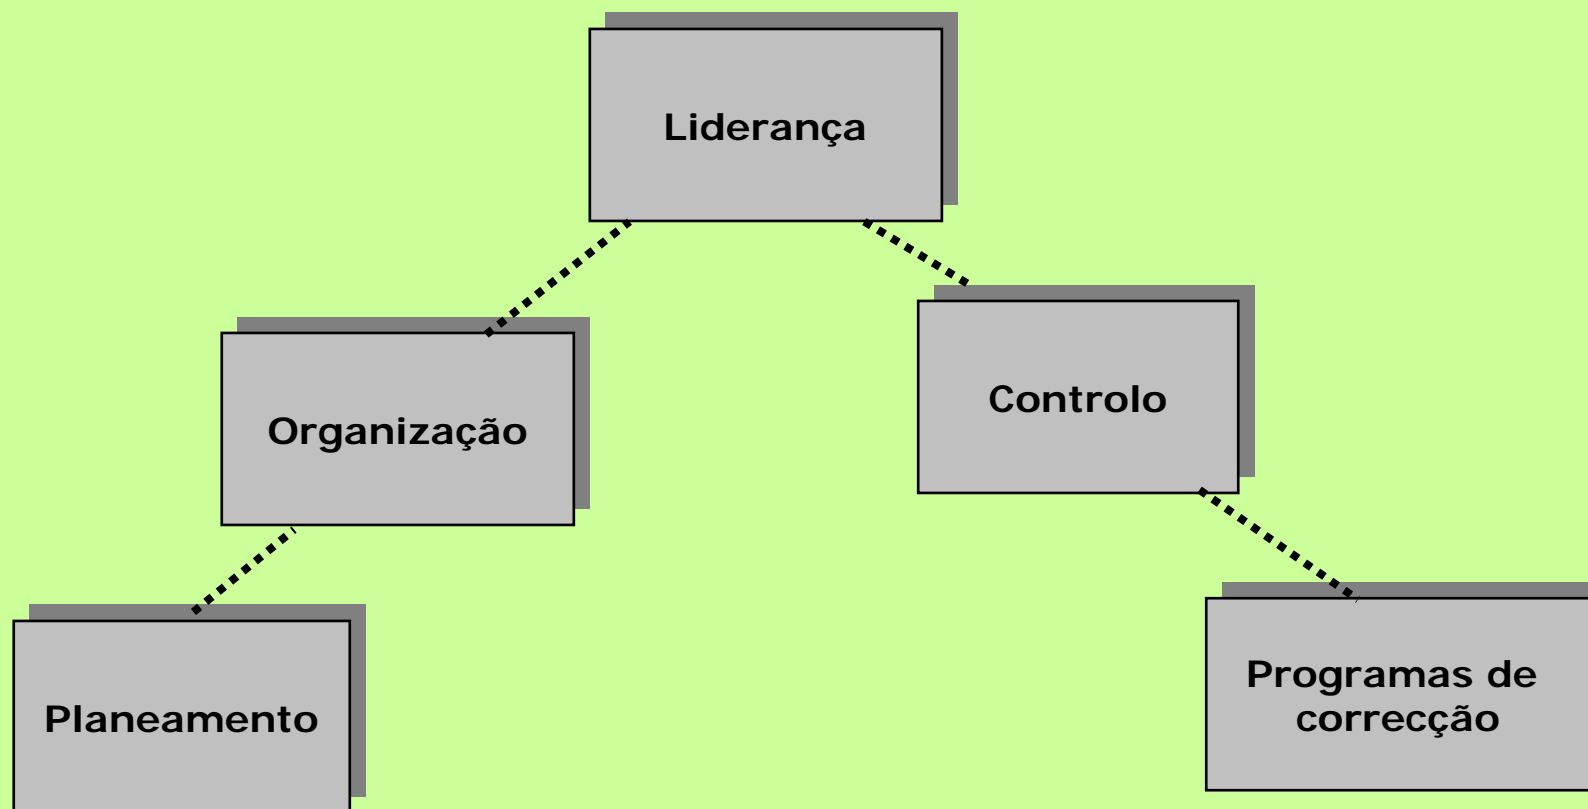 Liderança
Organização
Controlo
Planeamento
Programas de
correcção